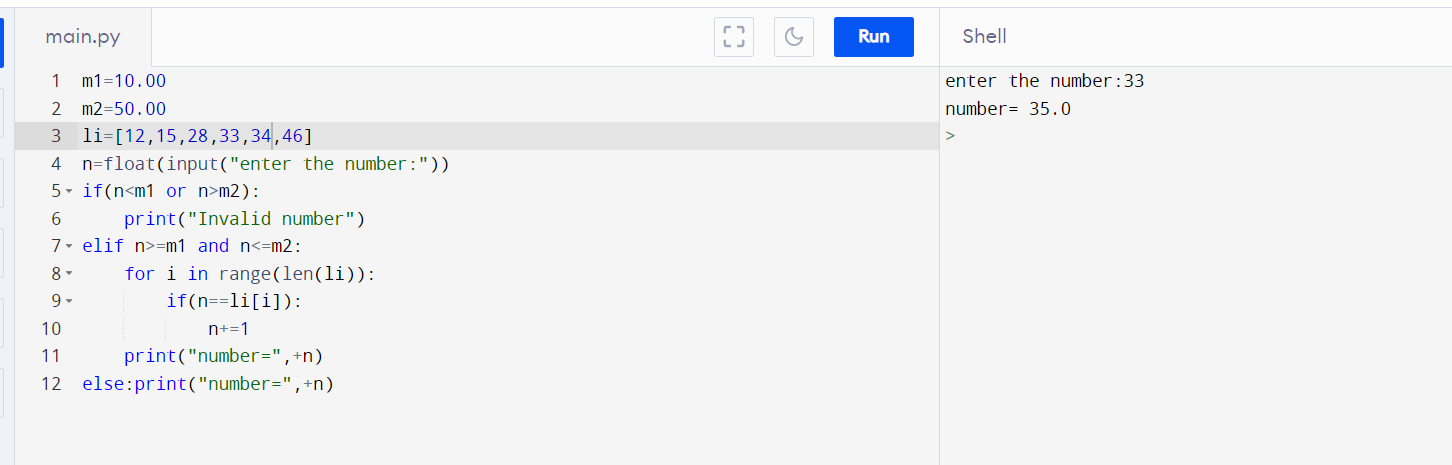 main.py
Run
Shell
1 m1=10.00
2 m2=50.00
3 li=[12,15,28,33,34,46]
4 n=float(input("enter the number:"))
5 if(n<m1 or n>m2):
6     print("Invalid number")
7 elif n>=m1 and n<=m2:
8     for i in range(len(li)):
9         if(n==li[i]):
10             n+=1
11     print("number=",+n)
12 else:print("number=",+n)
enter the number:33
number= 35.0
>